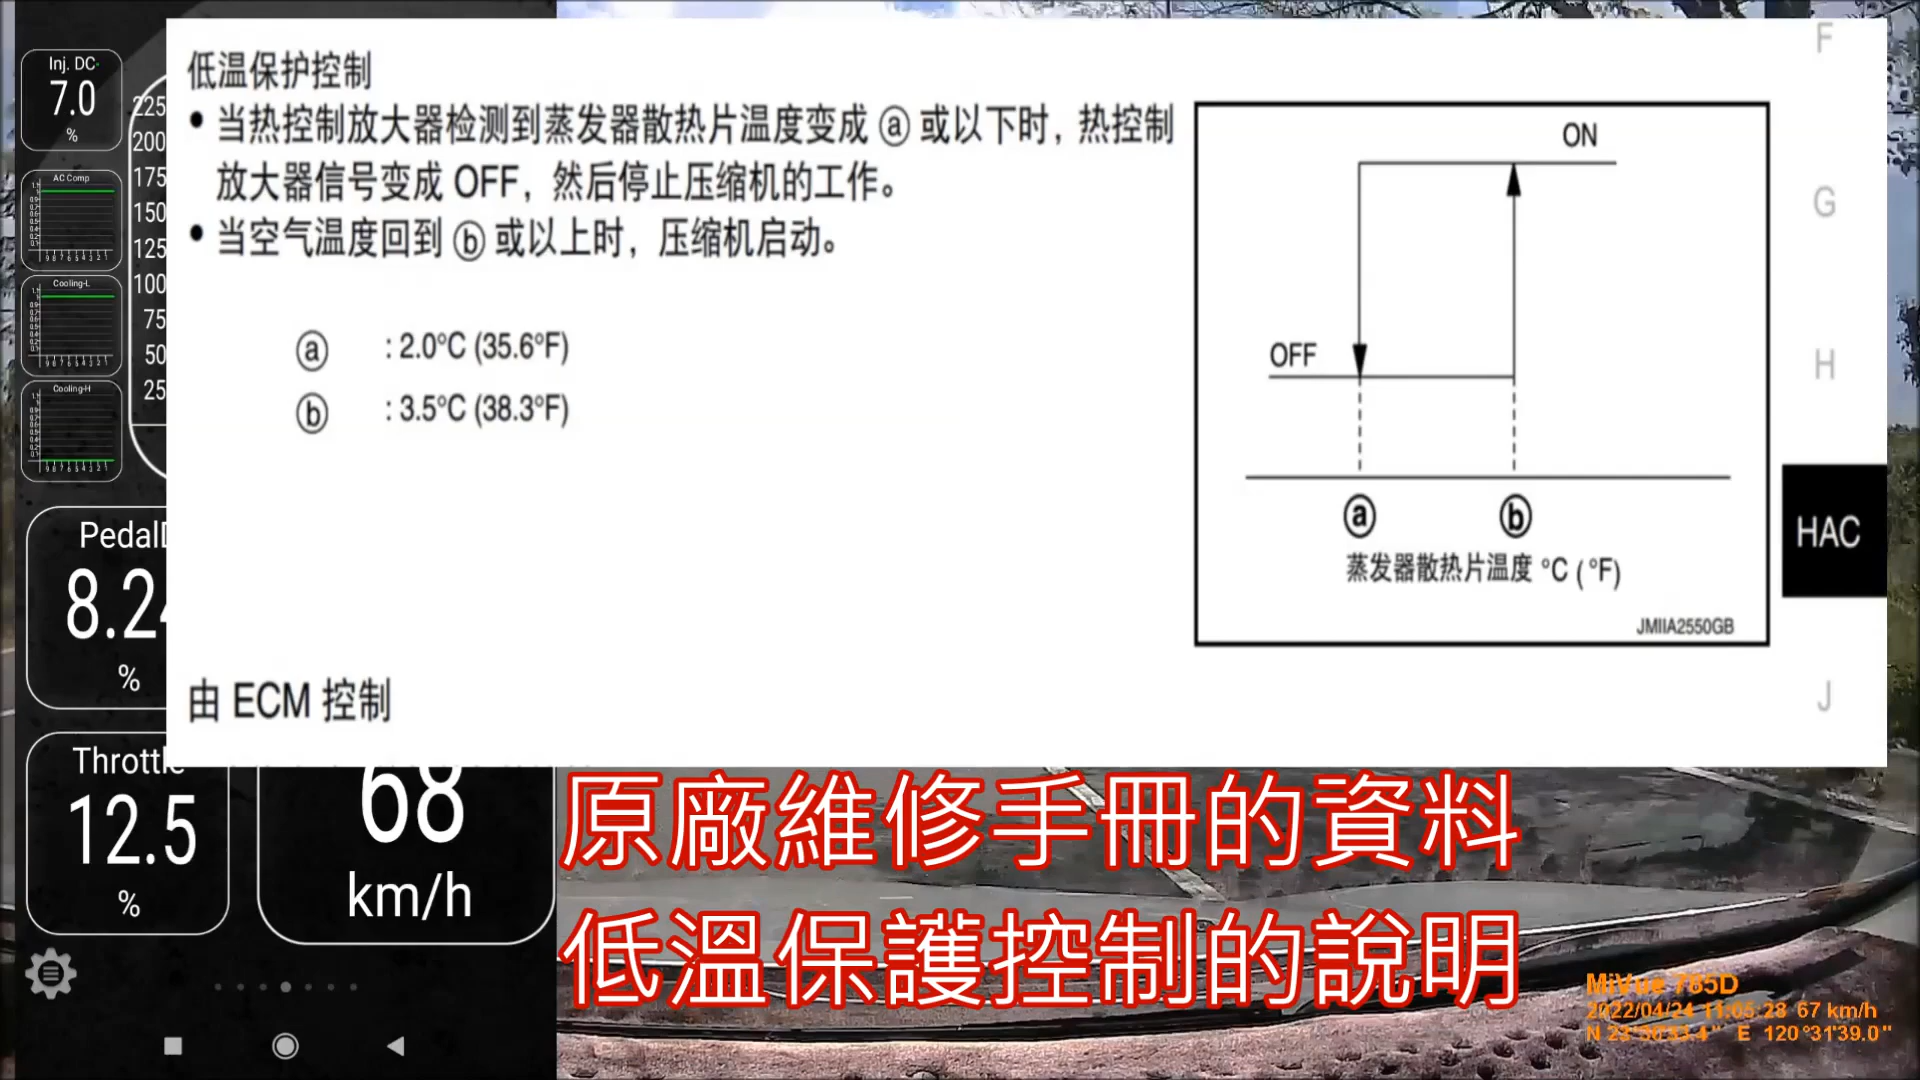 低温保护控制
• 当热控制放大器检测到蒸发器散热片温度变成 ⓐ 或以下时，热控制
放大器信号变成 OFF，然后停止压缩机的工作。
• 当空气温度回到 ⓑ 或以上时，压缩机启动。
ⓐ : 2.0°C (35.6°F)
ⓑ : 3.5°C (38.3°F)
由 ECM 控制
ON
OFF
ⓐ ⓑ
蒸发器散热片温度 °C ( °F)
JMIIA2550GB
F
G
H
HAC
J
Inj. DC
7.0
%
AC Comp
Cooling-L
Cooling-H
225
200
175
150
125
100
75
50
25
PedalD
8.24
%
Throttle
12.5
%
68
km/h
原廠維修手冊的資料
低溫保護控制的說明
MiVue 785D
2022/04/24 11:05:28 67 km/h
E 120°31'39.0"